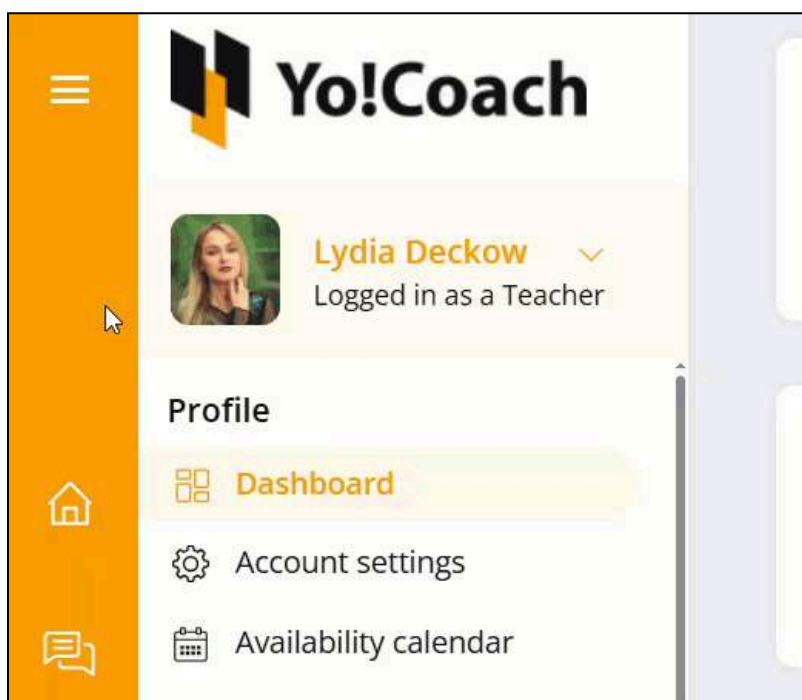 Yo!Coach
Lydia Deckow
Logged in as a Teacher
Profile
Dashboard
Account settings
Availability calendar